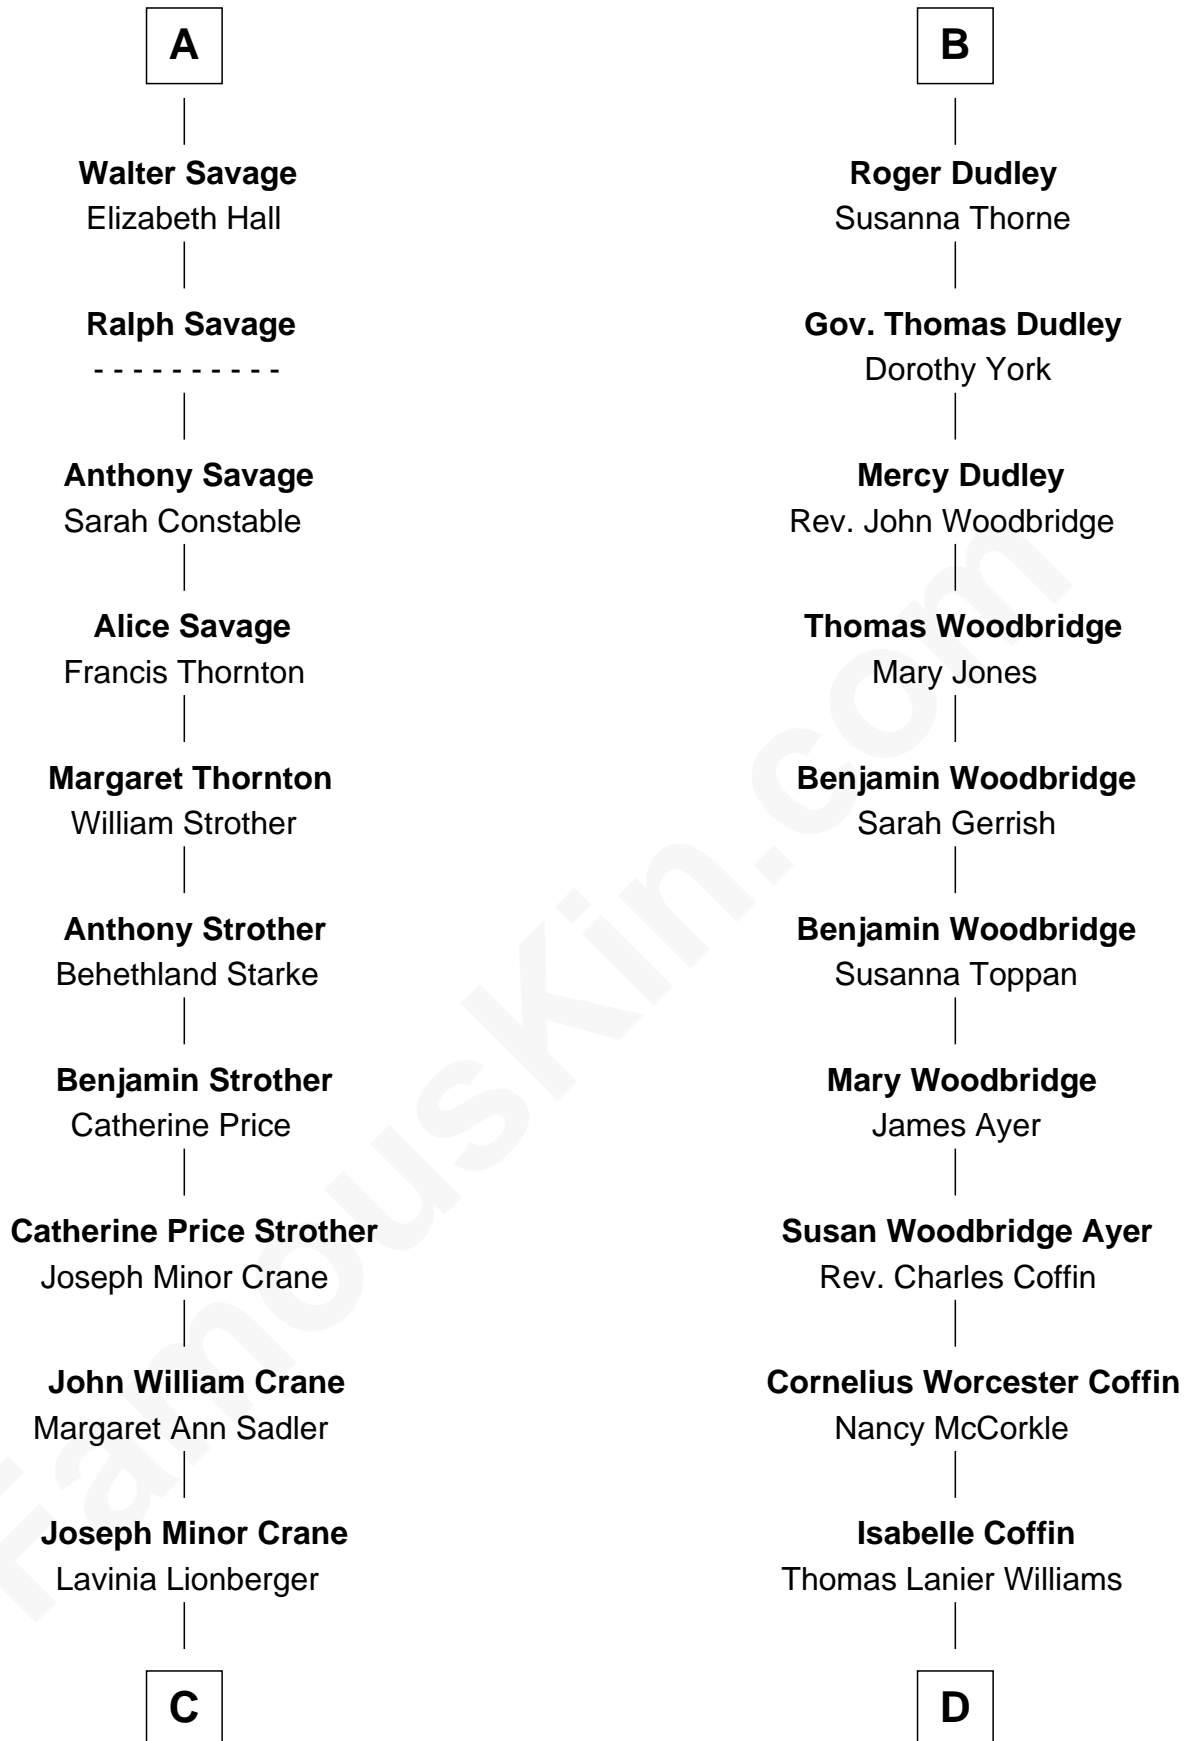 A
Walter Savage
Elizabeth Hall
Ralph Savage
- - - - - - - - - -
Anthony Savage
Sarah Constable
Alice Savage
Francis Thornton
Margaret Thornton
William Strother
Anthony Strother
Behethland Starke
Benjamin Strother
Catherine Price
Catherine Price Strother
Joseph Minor Crane
John William Crane
Margaret Ann Sadler
Joseph Minor Crane
Lavinia Lionberger
C
B
Roger Dudley
Susanna Thorne
Gov. Thomas Dudley
Dorothy York
Mercy Dudley
Rev. John Woodbridge
Thomas Woodbridge
Mary Jones
Benjamin Woodbridge
Sarah Gerrish
Benjamin Woodbridge
Susanna Toppan
Mary Woodbridge
James Ayer
Susan Woodbridge Ayer
Rev. Charles Coffin
Cornelius Worcester Coffin
Nancy McCorkle
Isabelle Coffin
Thomas Lanier Williams
D
FamousKin.com